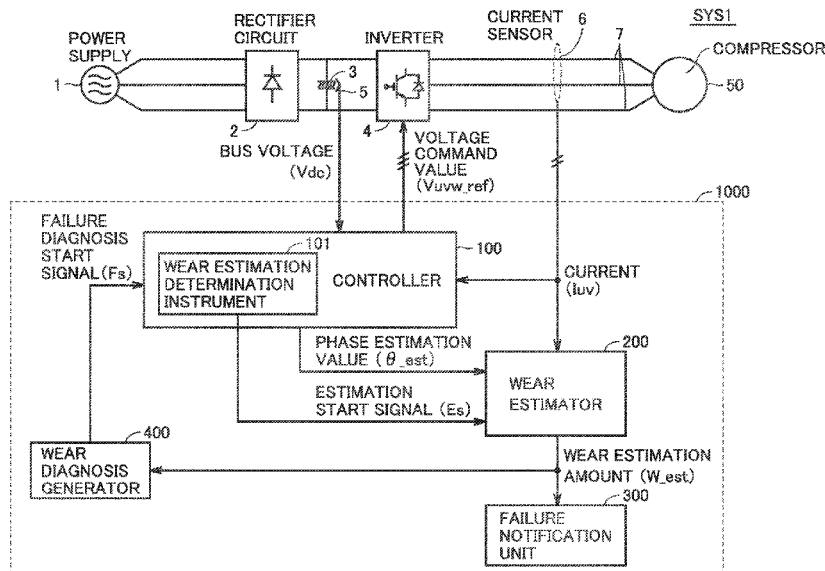 SYS1
POWER
SUPPLY
1
RECTIFIER
CIRCUIT
2
3
5
INVERTER
4
CURRENT
SENSOR
6
7
COMPRESSOR
50
BUS VOLTAGE
(Vdc)
VOLTAGE
COMMAND
VALUE
(Vuvw_ref)
1000
FAILURE
DIAGNOSIS
START
SIGNAL(Fs)
101
WEAR ESTIMATION
DETERMINATION
INSTRUMENT
100
CONTROLLER
CURRENT
(Iuv)
PHASE ESTIMATION
VALUE (θ_est)
200
WEAR
ESTIMATOR
ESTIMATION
START SIGNAL (Es)
400
WEAR
DIAGNOSIS
GENERATOR
WEAR ESTIMATION
AMOUNT (W_est)
300
FAILURE
NOTIFICATION
UNIT